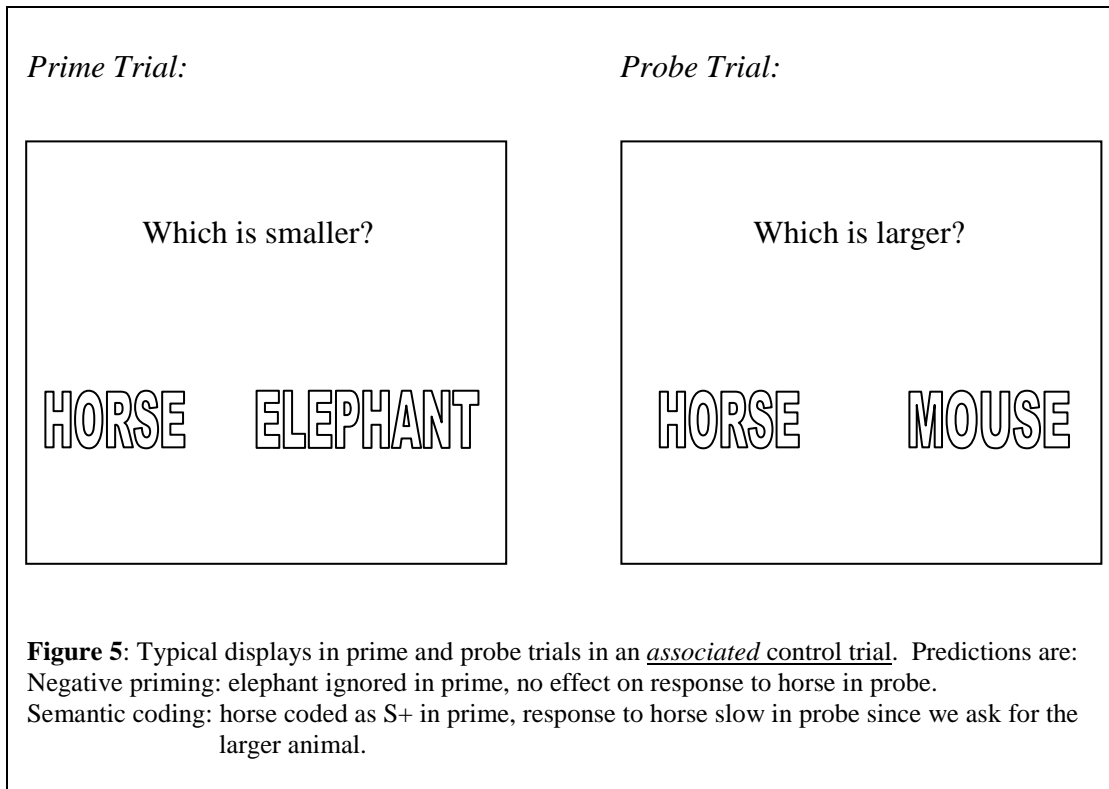 Prime Trial: Probe Trial:
Which is smaller? Which is larger?
HORSE ELEPHANT HORSE MOUSE
Figure 5: Typical displays in prime and probe trials in an associated control trial. Predictions are:
Negative priming: elephant ignored in prime, no effect on response to horse in probe.
Semantic coding: horse coded as S+ in prime, response to horse slow in probe since we ask for the
larger animal.